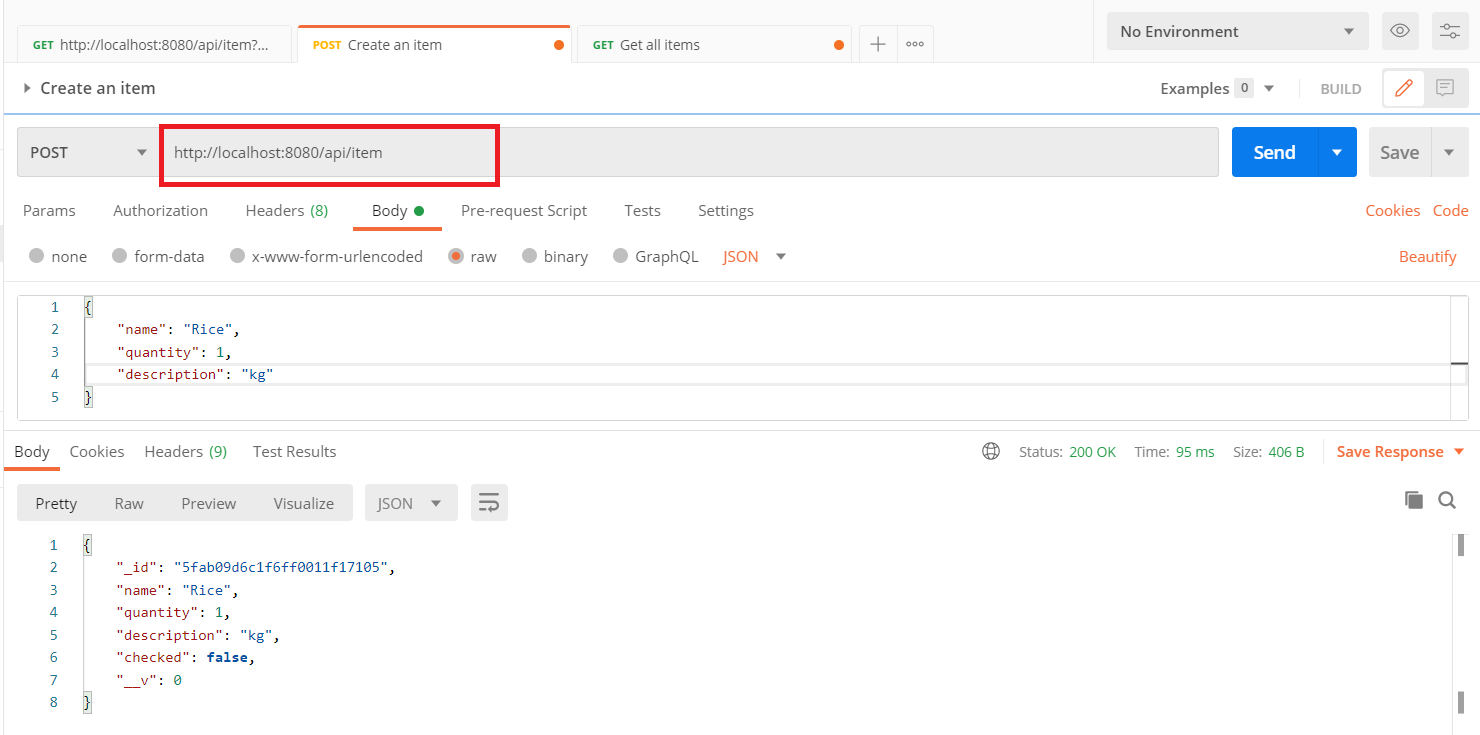 GET http://localhost:8080/api/item?...
POST Create an item
GET Get all items
No Environment
Create an item
Examples 0
BUILD
POST
http://localhost:8080/api/item
Send
Save
Params Authorization Headers (8) Body Pre-request Script Tests Settings Cookies Code
none form-data x-www-form-urlencoded raw binary GraphQL JSON Beautify
1 {
2 "name": "Rice",
3 "quantity": 1,
4 "description": "kg"
5 }
Body Cookies Headers (9) Test Results Status: 200 OK Time: 95 ms Size: 406 B Save Response
Pretty Raw Preview Visualize JSON
1 {
2 "_id": "5fab09d6c1f6ff0011f17105",
3 "name": "Rice",
4 "quantity": 1,
5 "description": "kg",
6 "checked": false,
7 "__v": 0
8 }